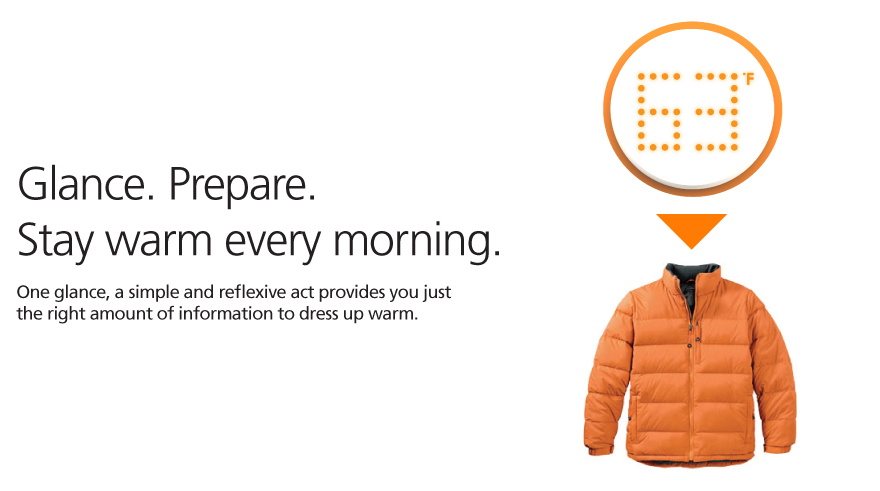 63°F
Glance. Prepare.
Stay warm every morning.
One glance, a simple and reflexive act provides you just
the right amount of information to dress up warm.